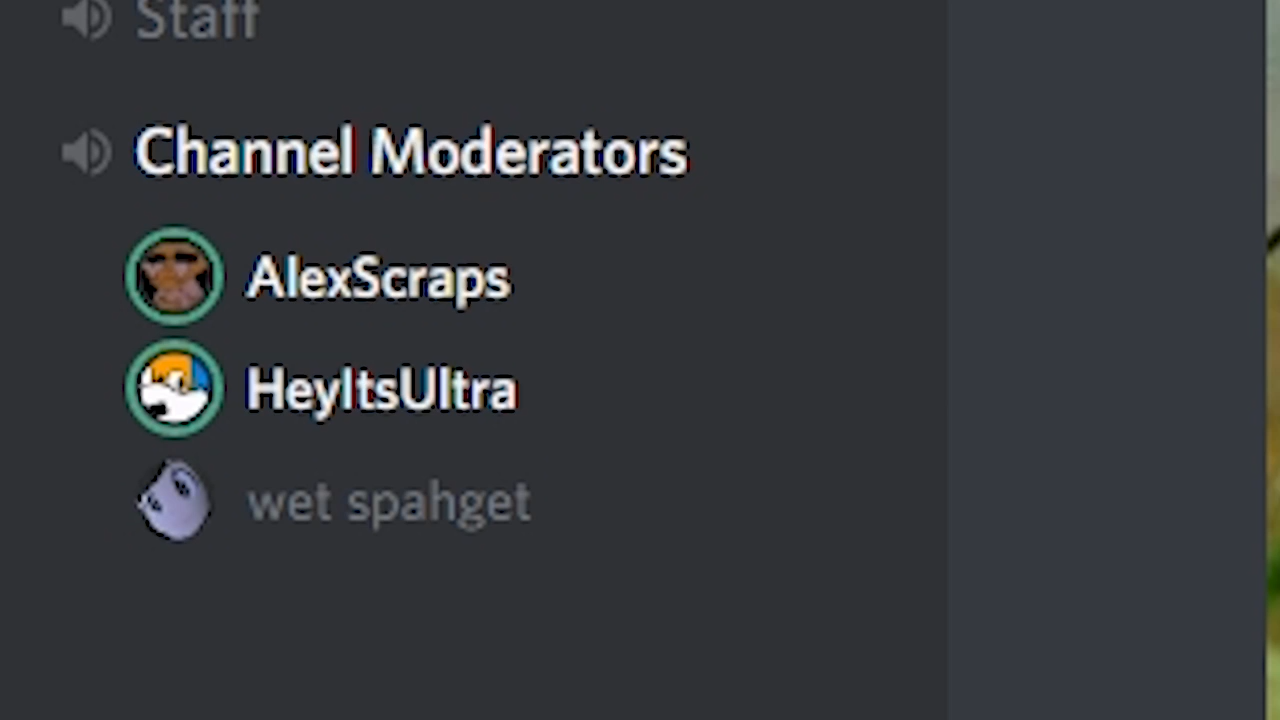 Staff
Channel Moderators
AlexScraps
HeyItsUltra
wet spahget